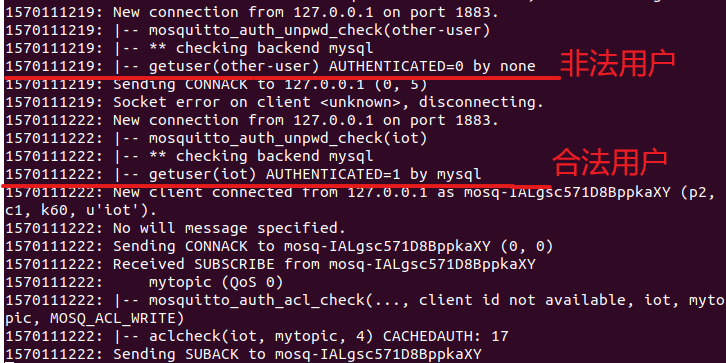 1570111219: New connection from 127.0.0.1 on port 1883.
1570111219: |-- mosquitto_auth_unpwd_check(other-user)
1570111219: |-- ** checking backend mysql
1570111219: |-- getuser(other-user) AUTHENTICATED=0 by none 非法用户
1570111219: Sending CONNACK to 127.0.0.1 (0, 5)
1570111219: Socket error on client <unknown>, disconnecting.
1570111222: New connection from 127.0.0.1 on port 1883.
1570111222: |-- mosquitto_auth_unpwd_check(iot)
1570111222: |-- ** checking backend mysql 合法用户
1570111222: |-- getuser(iot) AUTHENTICATED=1 by mysql
1570111222: New client connected from 127.0.0.1 as mosq-IALgsc571D8BppkaXY (p2,
c1, k60, u'iot').
1570111222: No will message specified.
1570111222: Sending CONNACK to mosq-IALgsc571D8BppkaXY (0, 0)
1570111222: Received SUBSCRIBE from mosq-IALgsc571D8BppkaXY
1570111222: mytopic (QoS 0)
1570111222: |-- mosquitto_auth_acl_check(..., client id not available, iot, myto
pic, MOSQ_ACL_WRITE)
1570111222: |-- aclcheck(iot, mytopic, 4) CACHEDAUTH: 17
1570111222: Sending SUBACK to mosq-IALgsc571D8BppkaXY